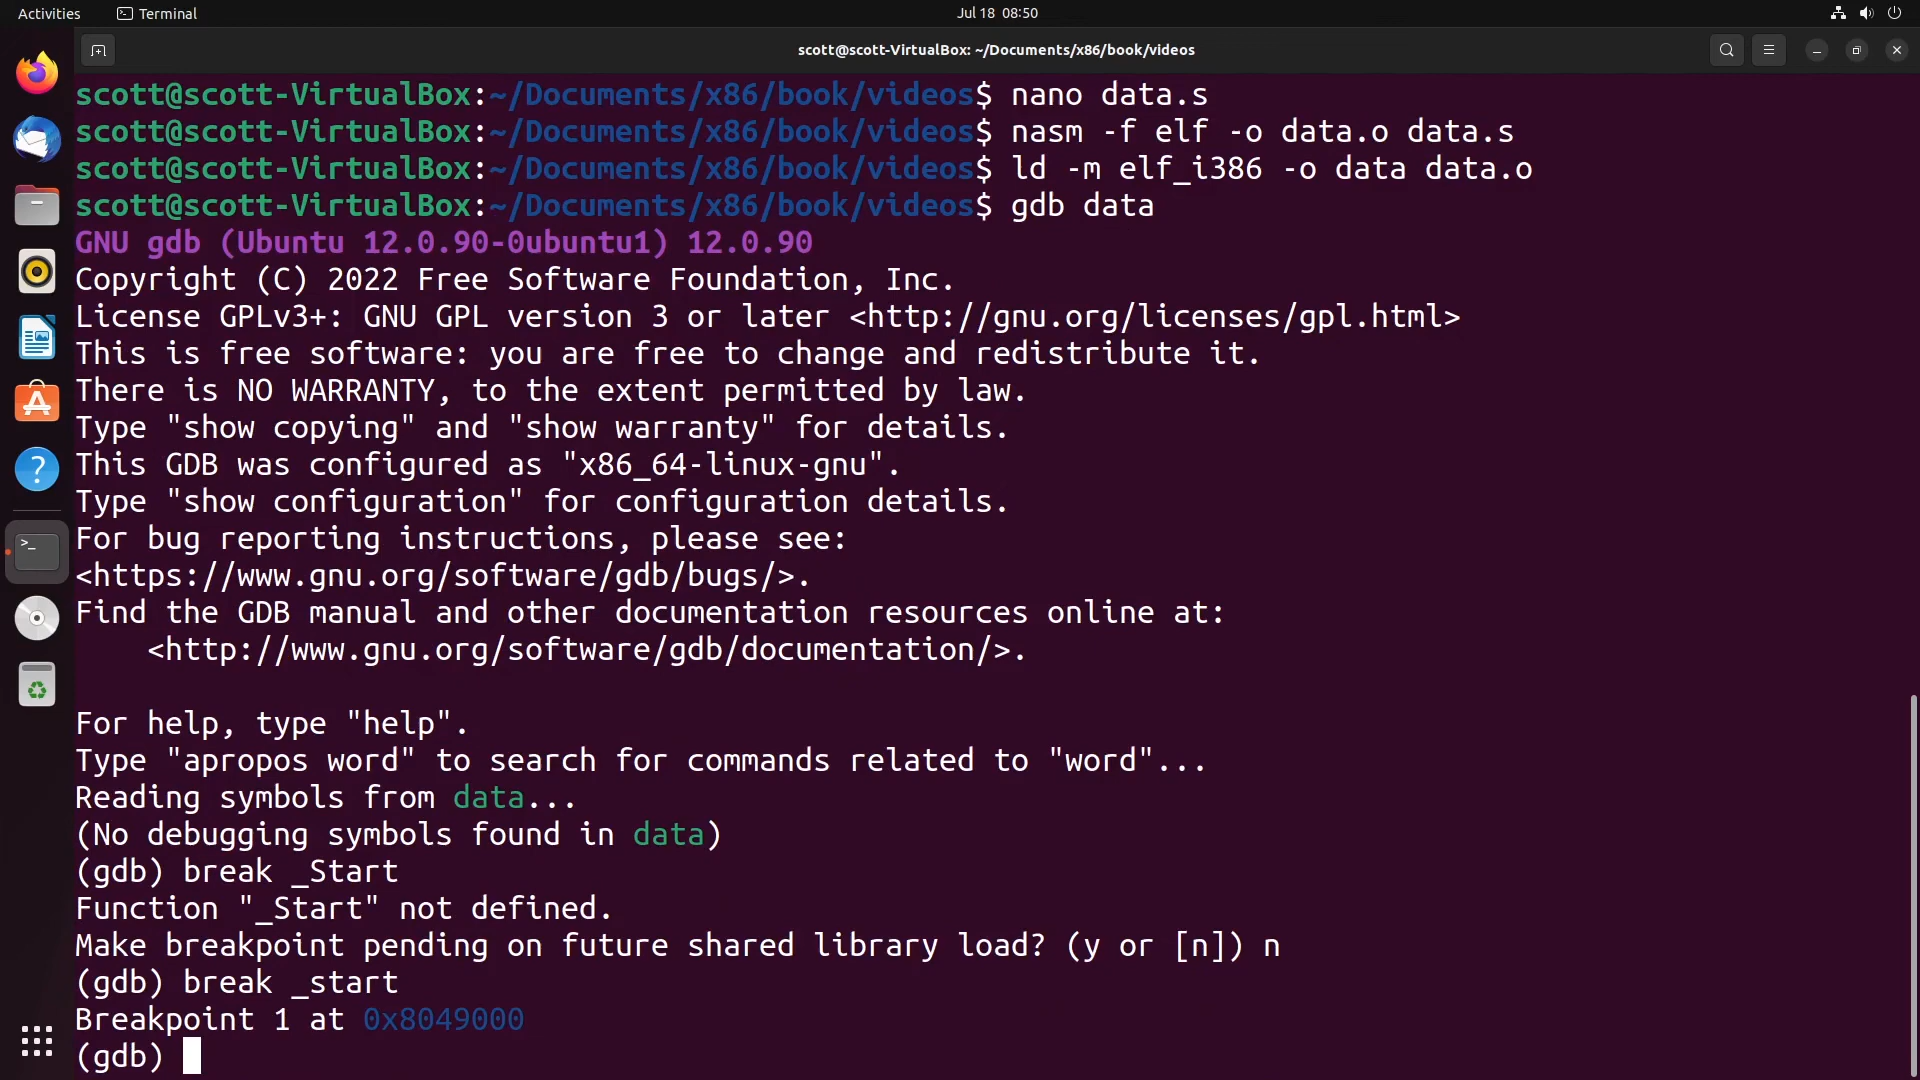 Activities Terminal Jul 18 08:50
scott@scott-VirtualBox: ~/Documents/x86/book/videos
scott@scott-VirtualBox:~/Documents/x86/book/videos$ nano data.s
scott@scott-VirtualBox:~/Documents/x86/book/videos$ nasm -f elf -o data.o data.s
scott@scott-VirtualBox:~/Documents/x86/book/videos$ ld -m elf_i386 -o data data.o
scott@scott-VirtualBox:~/Documents/x86/book/videos$ gdb data
GNU gdb (Ubuntu 12.0.90-0ubuntu1) 12.0.90
Copyright (C) 2022 Free Software Foundation, Inc.
License GPLv3+: GNU GPL version 3 or later <http://gnu.org/licenses/gpl.html>
This is free software: you are free to change and redistribute it.
There is NO WARRANTY, to the extent permitted by law.
Type "show copying" and "show warranty" for details.
This GDB was configured as "x86_64-linux-gnu".
Type "show configuration" for configuration details.
For bug reporting instructions, please see:
<https://www.gnu.org/software/gdb/bugs/>.
Find the GDB manual and other documentation resources online at:
    <http://www.gnu.org/software/gdb/documentation/>.

For help, type "help".
Type "apropos word" to search for commands related to "word"...
Reading symbols from data...
(No debugging symbols found in data)
(gdb) break _Start
Function "_Start" not defined.
Make breakpoint pending on future shared library load? (y or [n]) n
(gdb) break _start
Breakpoint 1 at 0x8049000
(gdb)